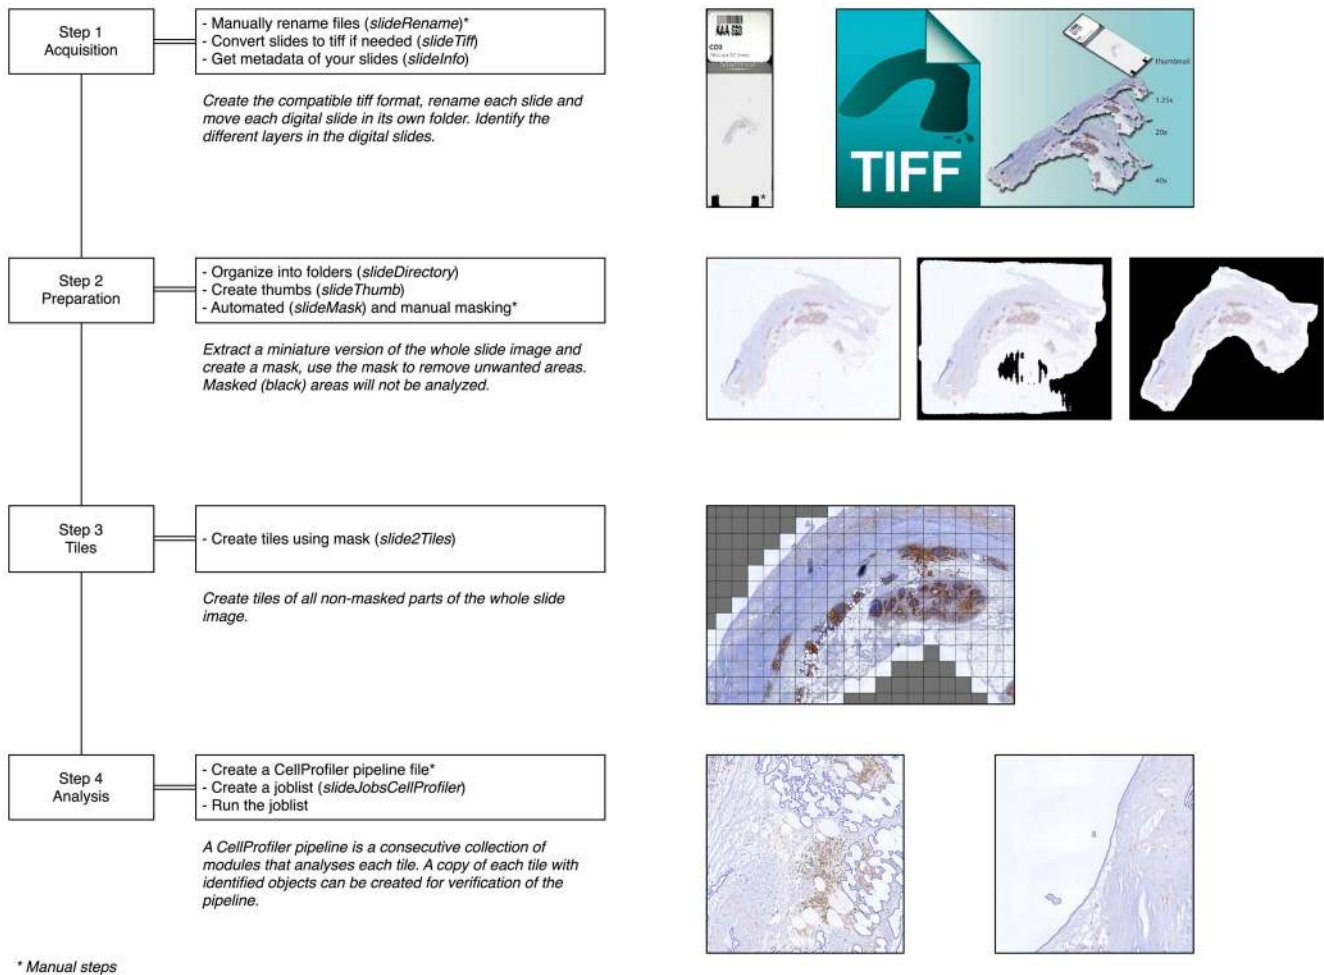 Step 1
Acquisition
- Manually rename files (slideRename)*
- Convert slides to tiff if needed (slideTiff)
- Get metadata of your slides (slideInfo)
Create the compatible tiff format, rename each slide and
move each digital slide in its own folder. Identify the
different layers in the digital slides.
CD3
*
TIFF
thumbnail
1.25x
20x
40x
Step 2
Preparation
- Organize into folders (slideDirectory)
- Create thumbs (slideThumb)
- Automated (slideMask) and manual masking*
Extract a miniature version of the whole slide image and
create a mask, use the mask to remove unwanted areas.
Masked (black) areas will not be analyzed.
Step 3
Tiles
- Create tiles using mask (slide2Tiles)
Create tiles of all non-masked parts of the whole slide
image.
Step 4
Analysis
- Create a CellProfiler pipeline file*
- Create a joblist (slideJobsCellProfiler)
- Run the joblist
A CellProfiler pipeline is a consecutive collection of
modules that analyses each tile. A copy of each tile with
identified objects can be created for verification of the
pipeline.
* Manual steps